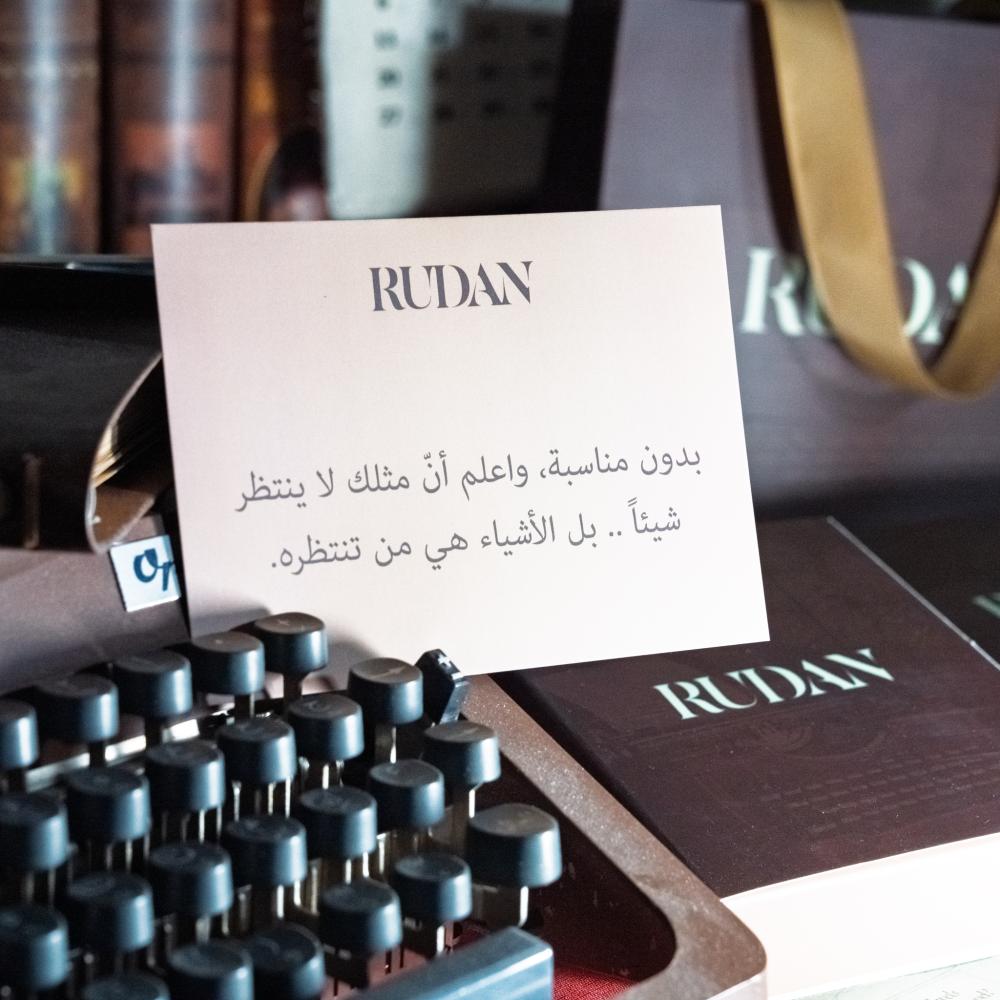 RUDAN
بدون مناسبة، واعلم أنّ مثلك لا ينتظر
شيئاً .. بل الأشياء هي من تنتظره.
RUDAN
RUDAN